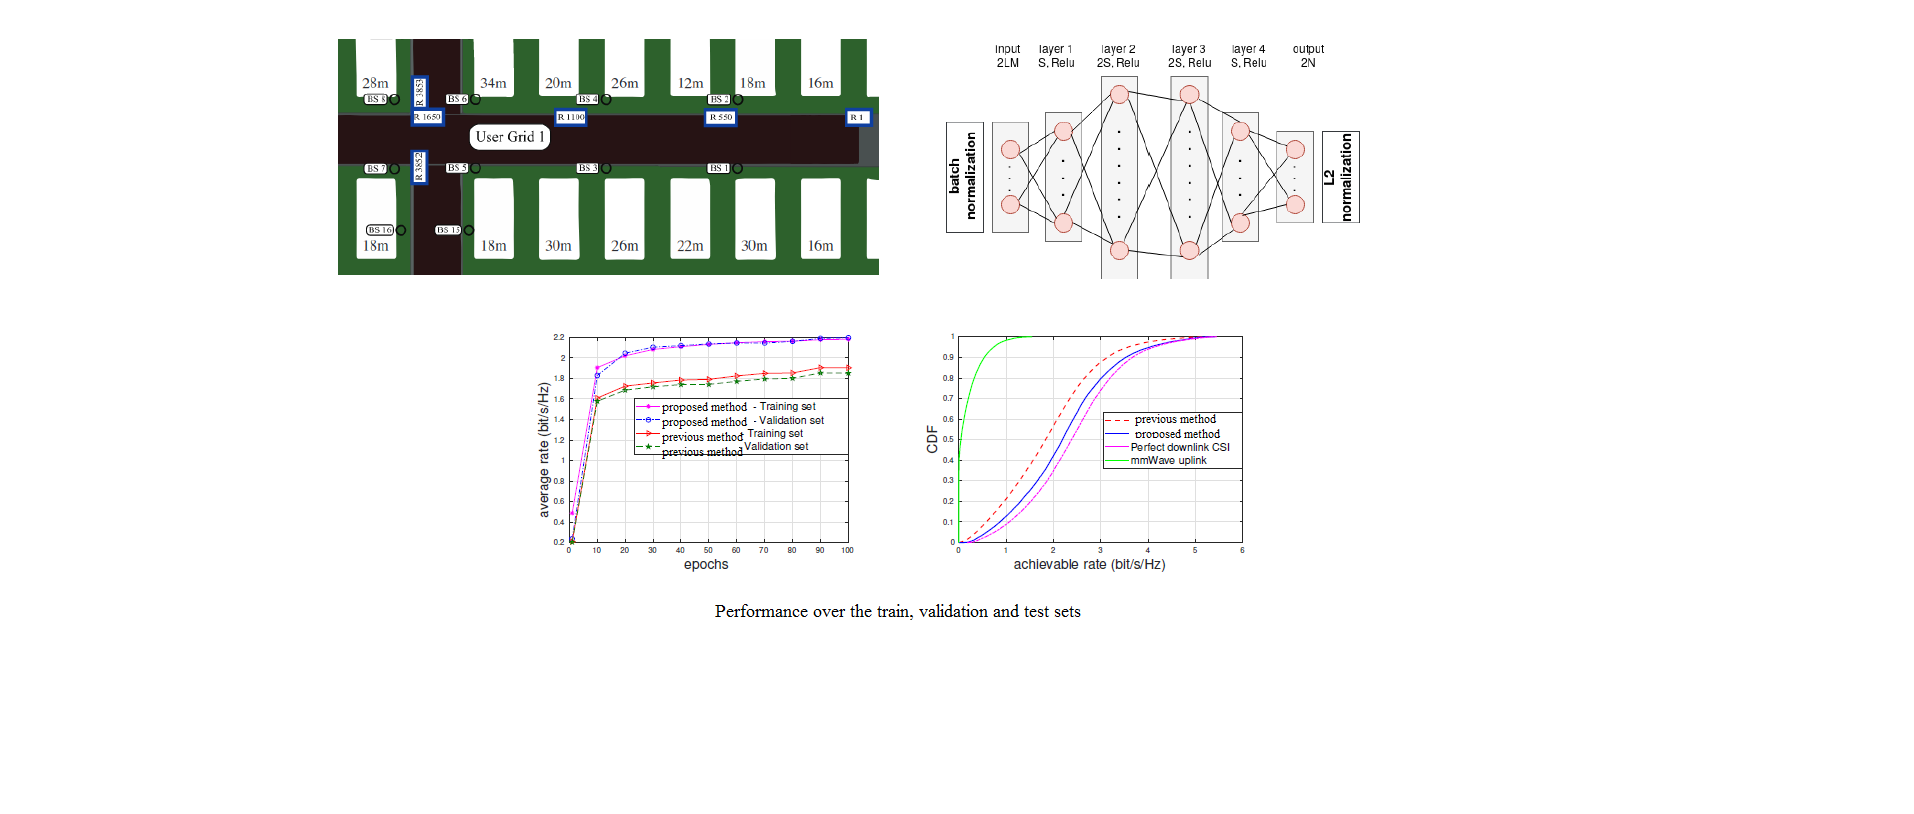 28m 34m 20m 26m 12m 18m 16m
BS 8 R 3853 BS 6 BS 4 BS 2
R 1650 R 1100 R 550 R 1
User Grid 1
BS 7 R 3852 BS 5 BS 3 BS 1
BS 16 BS 15
18m 18m 30m 26m 22m 30m 16m
input layer 1 layer 2 layer 3 layer 4 output
2LM S, Relu 2S, Relu 2S, Relu S, Relu 2N
batch
normalization
L2
normalization
2.2
2
1.8
1.6
1.4
1.2
1
0.8
0.6
0.4
0.2
average rate (bit/s/Hz)
proposed method - Training set
proposed method - Validation set
previous method Training set
previous method Validation set
0 10 20 30 40 50 60 70 80 90 100
epochs
1
0.9
0.8
0.7
0.6
0.5
0.4
0.3
0.2
0.1
0
CDF
previous method
proposed method
Perfect downlink CSI
mmWave uplink
0 1 2 3 4 5 6
achievable rate (bit/s/Hz)
Performance over the train, validation and test sets